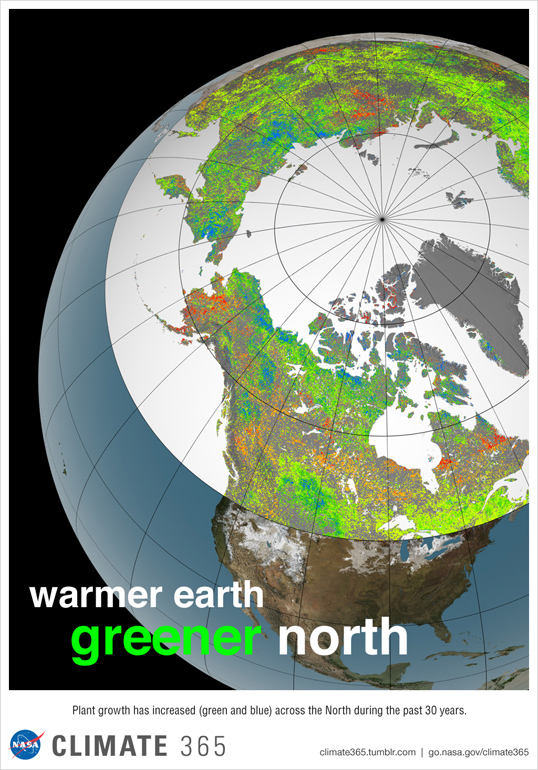 warmer earth
greener north
Plant growth has increased (green and blue) across the North during the past 30 years.
NASA CLIMATE 365
climate365.tumblr.com | go.nasa.gov/climate365